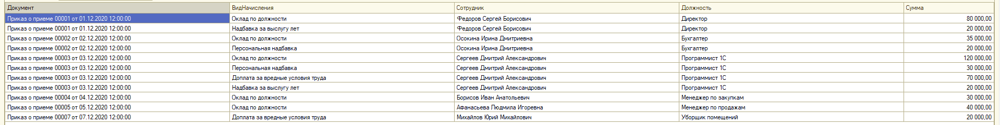 Документ ВидНачисления Сотрудник Должность Сумма
Приказ о приеме 00001 от 01.12.2020 12:00:00 Оклад по должности Федоров Сергей Борисович Директор 80 000,00
Приказ о приеме 00001 от 01.12.2020 12:00:00 Надбавка за выслугу лет Федоров Сергей Борисович Директор 20 000,00
Приказ о приеме 00002 от 02.12.2020 12:00:00 Оклад по должности Осокина Ирина Дмитриевна Бухгалтер 35 000,00
Приказ о приеме 00002 от 02.12.2020 12:00:00 Персональная надбавка Осокина Ирина Дмитриевна Бухгалтер 20 000,00
Приказ о приеме 00003 от 03.12.2020 12:00:00 Оклад по должности Сергеев Дмитрий Александрович Программист 1С 120 000,00
Приказ о приеме 00003 от 03.12.2020 12:00:00 Персональная надбавка Сергеев Дмитрий Александрович Программист 1С 30 000,00
Приказ о приеме 00003 от 03.12.2020 12:00:00 Доплата за вредные условия труда Сергеев Дмитрий Александрович Программист 1С 70 000,00
Приказ о приеме 00003 от 03.12.2020 12:00:00 Надбавка за выслугу лет Сергеев Дмитрий Александрович Программист 1С 20 000,00
Приказ о приеме 00004 от 04.12.2020 12:00:00 Оклад по должности Борисов Иван Анатольевич Менеджер по закупкам 30 000,00
Приказ о приеме 00005 от 05.12.2020 12:00:00 Оклад по должности Афанасьева Людмила Игоревна Менеджер по продажам 40 000,00
Приказ о приеме 00007 от 07.12.2020 12:00:00 Доплата за вредные условия труда Михайлов Юрий Михайлович Уборщик помещений 20 000,00